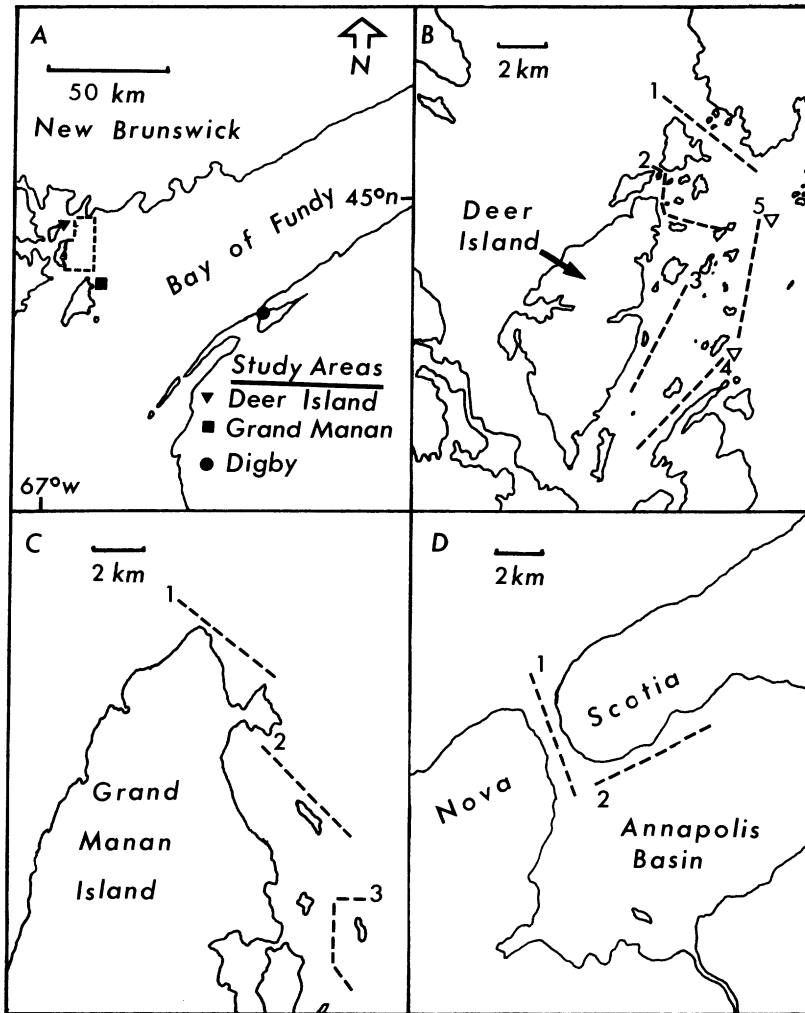 A
N
50 km
New Brunswick
45°n
Bay of Fundy
Study Areas
Deer Island
Grand Manan
Digby
67°w
B
2 km
1
2
5
Deer
Island
3
4
C
2 km
1
2
Grand
Manan
Island
3
D
2 km
1
Scotia
Nova
2
Annapolis
Basin